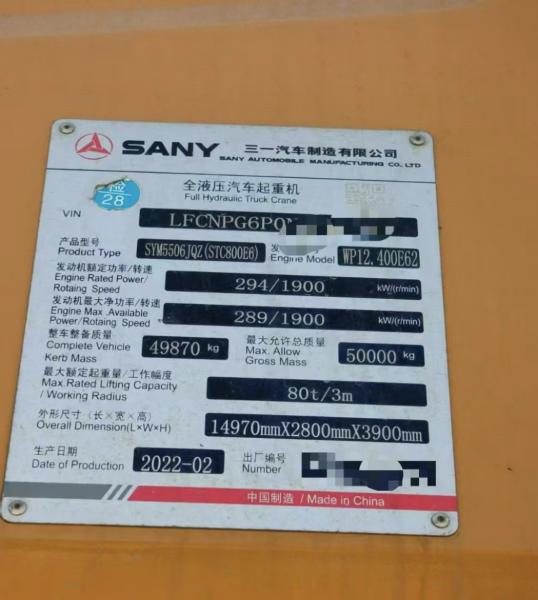 SANY 三一汽车制造有限公司
SANY AUTOMOBILE MANUFACTURING CO., LTD
28
全液压汽车起重机
Full Hydraulic Truck Crane
VIN LFCNPG6P0
产品型号
Product Type SYM5506JQZ(STC800E6) Engine Model WP12.400E62
发动机额定功率/转速
Engine Rated Power/
Rotaing Speed 294/1900 kW/(r/min)
发动机最大净功率/转速
Engine Max .Available
Power/Rotaing Speed 289/1900 kW/(r/min)
整车整备质量
Complete Vehicle
Kerb Mass 49870 kg
最大允许总质量
Max. Allow
Gross Mass 50000 kg
最大额定起重量/工作幅度
Max.Rated Lifting Capacity
/ Working Radius 80t/3m
外形尺寸 (长×宽×高)
Overall Dimension(L×W×H) 14970mmX2800mmX3900mm
生产日期
Date of Production 2022-02
出厂编号
Number
中国制造 / Made in China